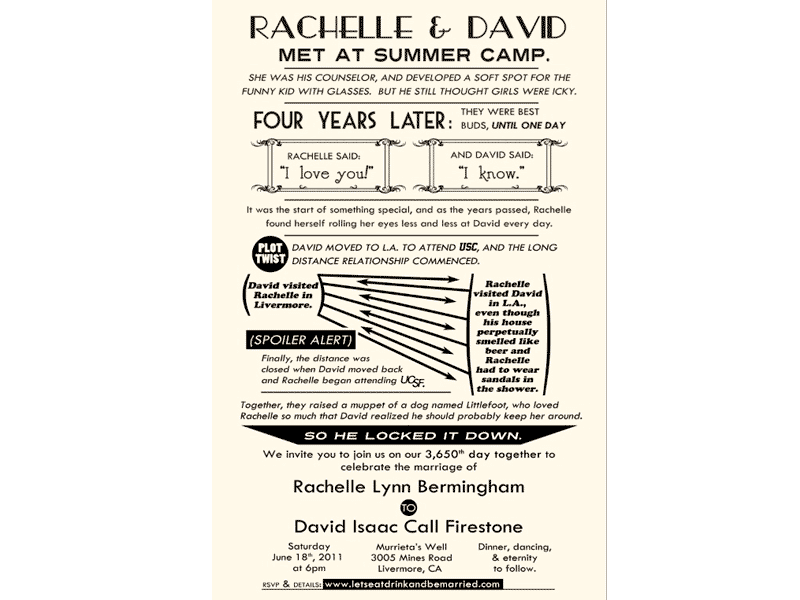 RACHELLE & DAVID
MET AT SUMMER CAMP.
SHE WAS HIS COUNSELOR, AND DEVELOPED A SOFT SPOT FOR THE
FUNNY KID WITH GLASSES. BUT HE STILL THOUGHT GIRLS WERE ICKY.
FOUR YEARS LATER:
THEY WERE BEST
BUDS, UNTIL ONE DAY
RACHELLE SAID:
"I love you!"
AND DAVID SAID:
"I know."
It was the start of something special, and as the years passed, Rachelle
found herself rolling her eyes less and less at David every day.
PLOT
TWIST
DAVID MOVED TO L.A. TO ATTEND USC, AND THE LONG
DISTANCE RELATIONSHIP COMMENCED.
David visited
Rachelle in
Livermore.
Rachelle
visited David
in L.A.,
even though
his house
perpetually
smelled like
beer and
Rachelle
had to wear
sandals in
the shower.
(SPOILER ALERT)
Finally, the distance was
closed when David moved back
and Rachelle began attending UCSF.
Together, they raised a muppet of a dog named Littlefoot, who loved
Rachelle so much that David realized he should probably keep her around.
SO HE LOCKED IT DOWN.
We invite you to join us on our 3,650th day together to
celebrate the marriage of
Rachelle Lynn Bermingham
TO
David Isaac Call Firestone
Saturday
June 18th, 2011
at 6pm
Murrieta's Well
3005 Mines Road
Livermore, CA
Dinner, dancing,
& eternity
to follow.
RSVP & DETAILS: www.letseatdrinkandbemarried.com